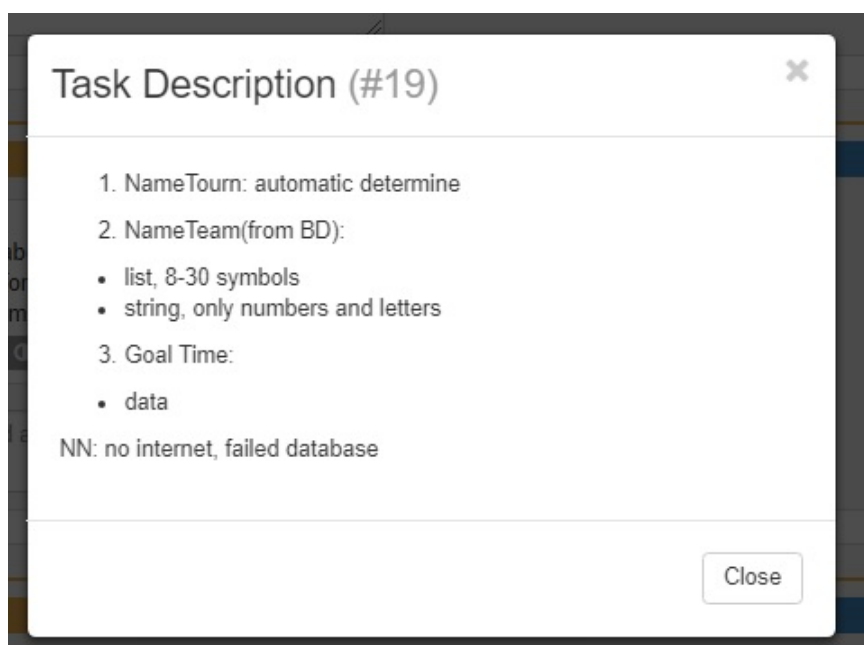 Task Description (#19)
×
1. NameTourn: automatic determine
2. NameTeam(from BD):
• list, 8-30 symbols
• string, only numbers and letters
3. Goal Time:
• data
NN: no internet, failed database
Close